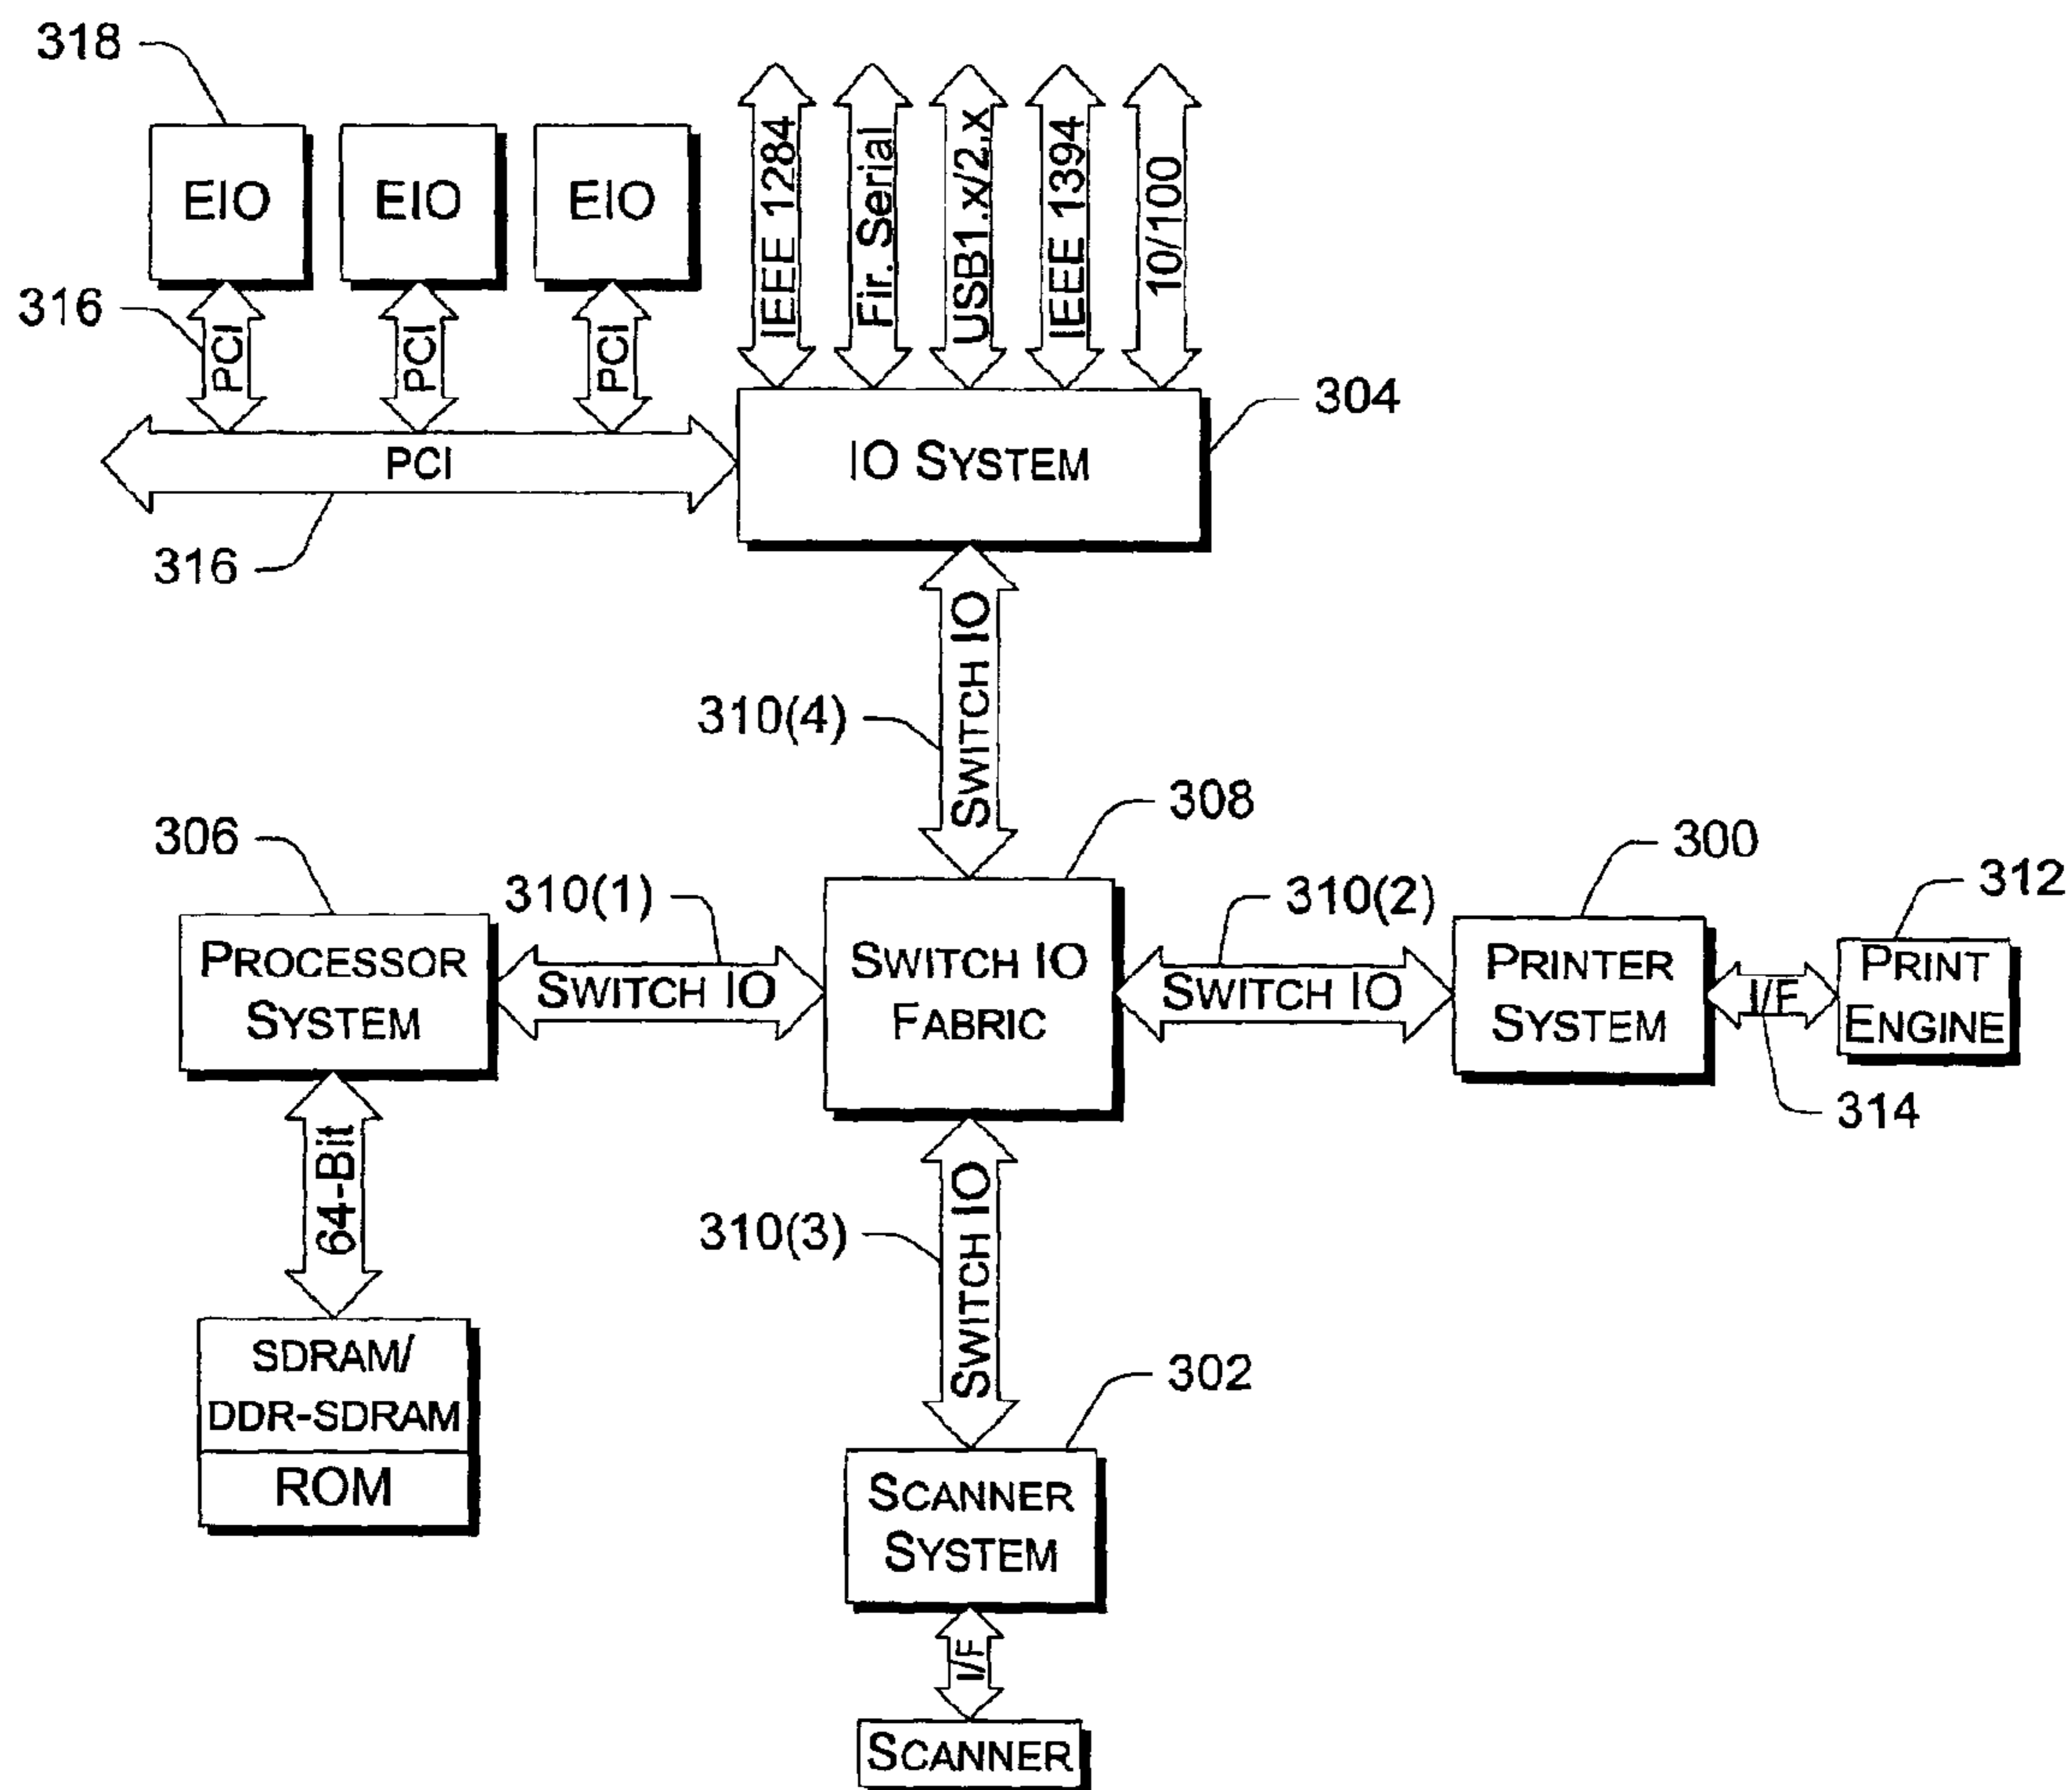 318
EIO
EIO
EIO
IEEE 1284
Fir. Serial
USB1.x/2.x
IEEE 1394
10/100
316
PCI
PCI
PCI
304
PCI
IO SYSTEM
316
310(4)
SWITCH IO
308
306
300
312
310(1)
310(2)
PROCESSOR
SYSTEM
SWITCH IO
SWITCH IO
FABRIC
SWITCH IO
PRINTER
SYSTEM
I/F
PRINT
ENGINE
314
64-Bit
310(3)
SWITCH IO
SDRAM/
DDR-SDRAM
ROM
302
SCANNER
SYSTEM
I/F
SCANNER